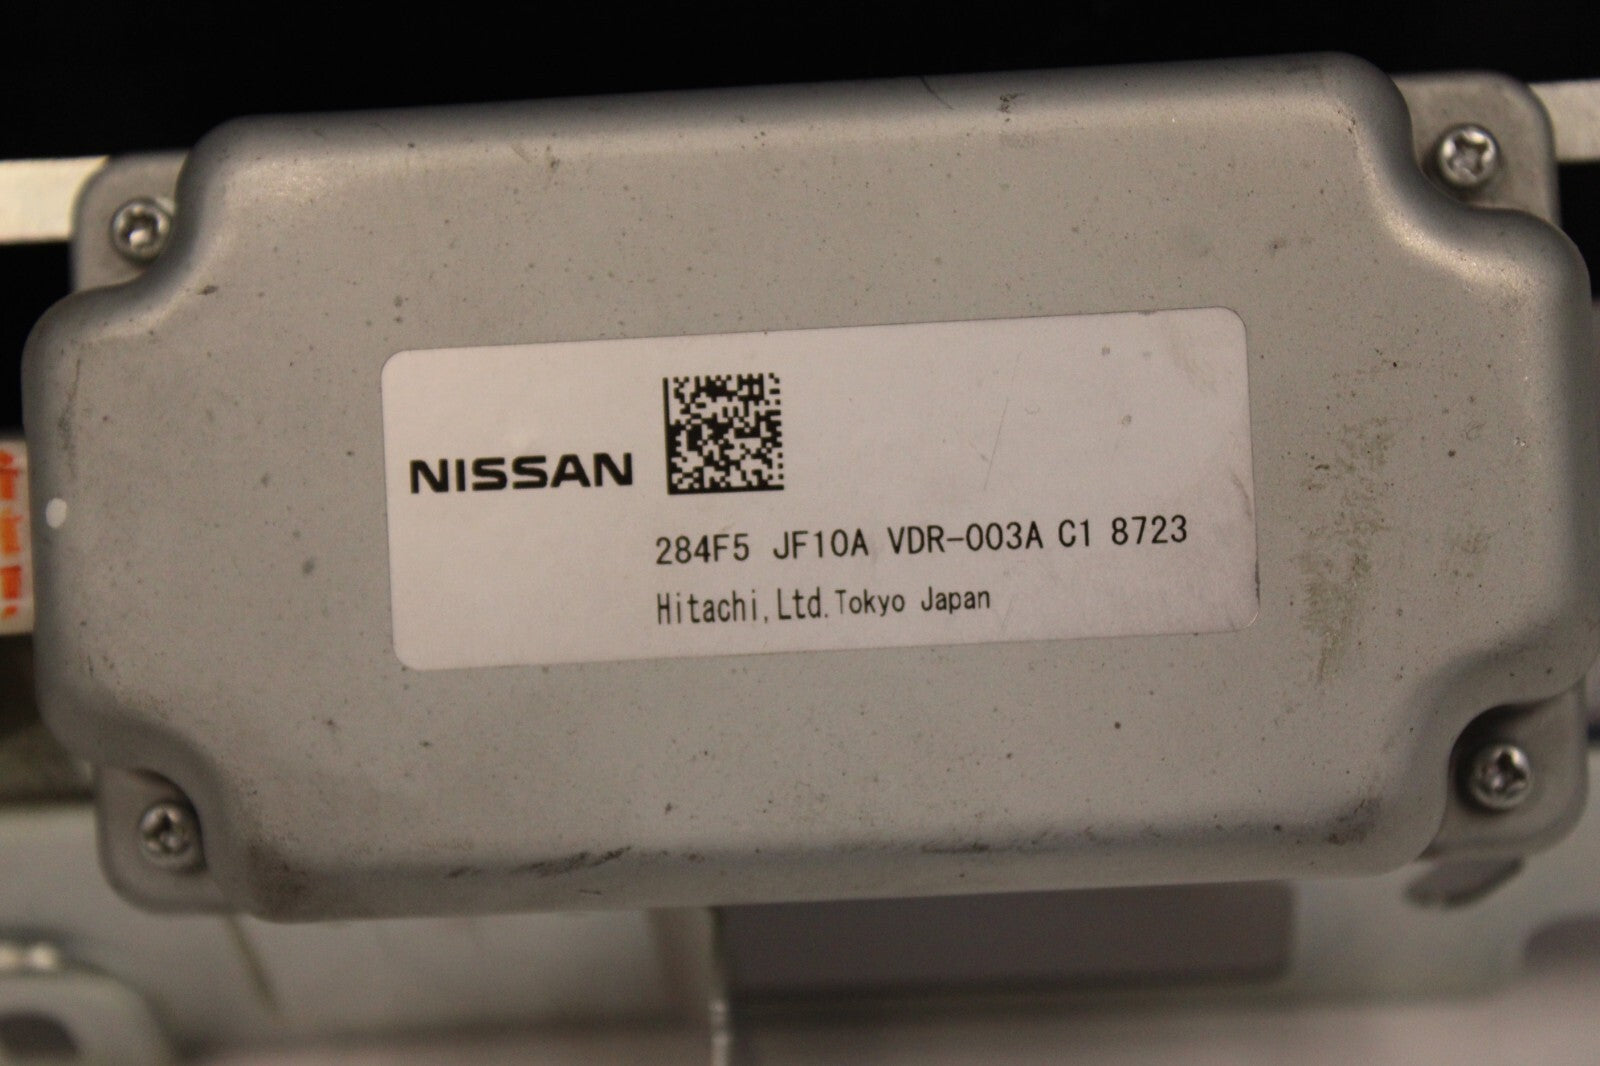 NISSAN
284F5 JF10A VDR-003A C1 8723
Hitachi,Ltd.Tokyo Japan